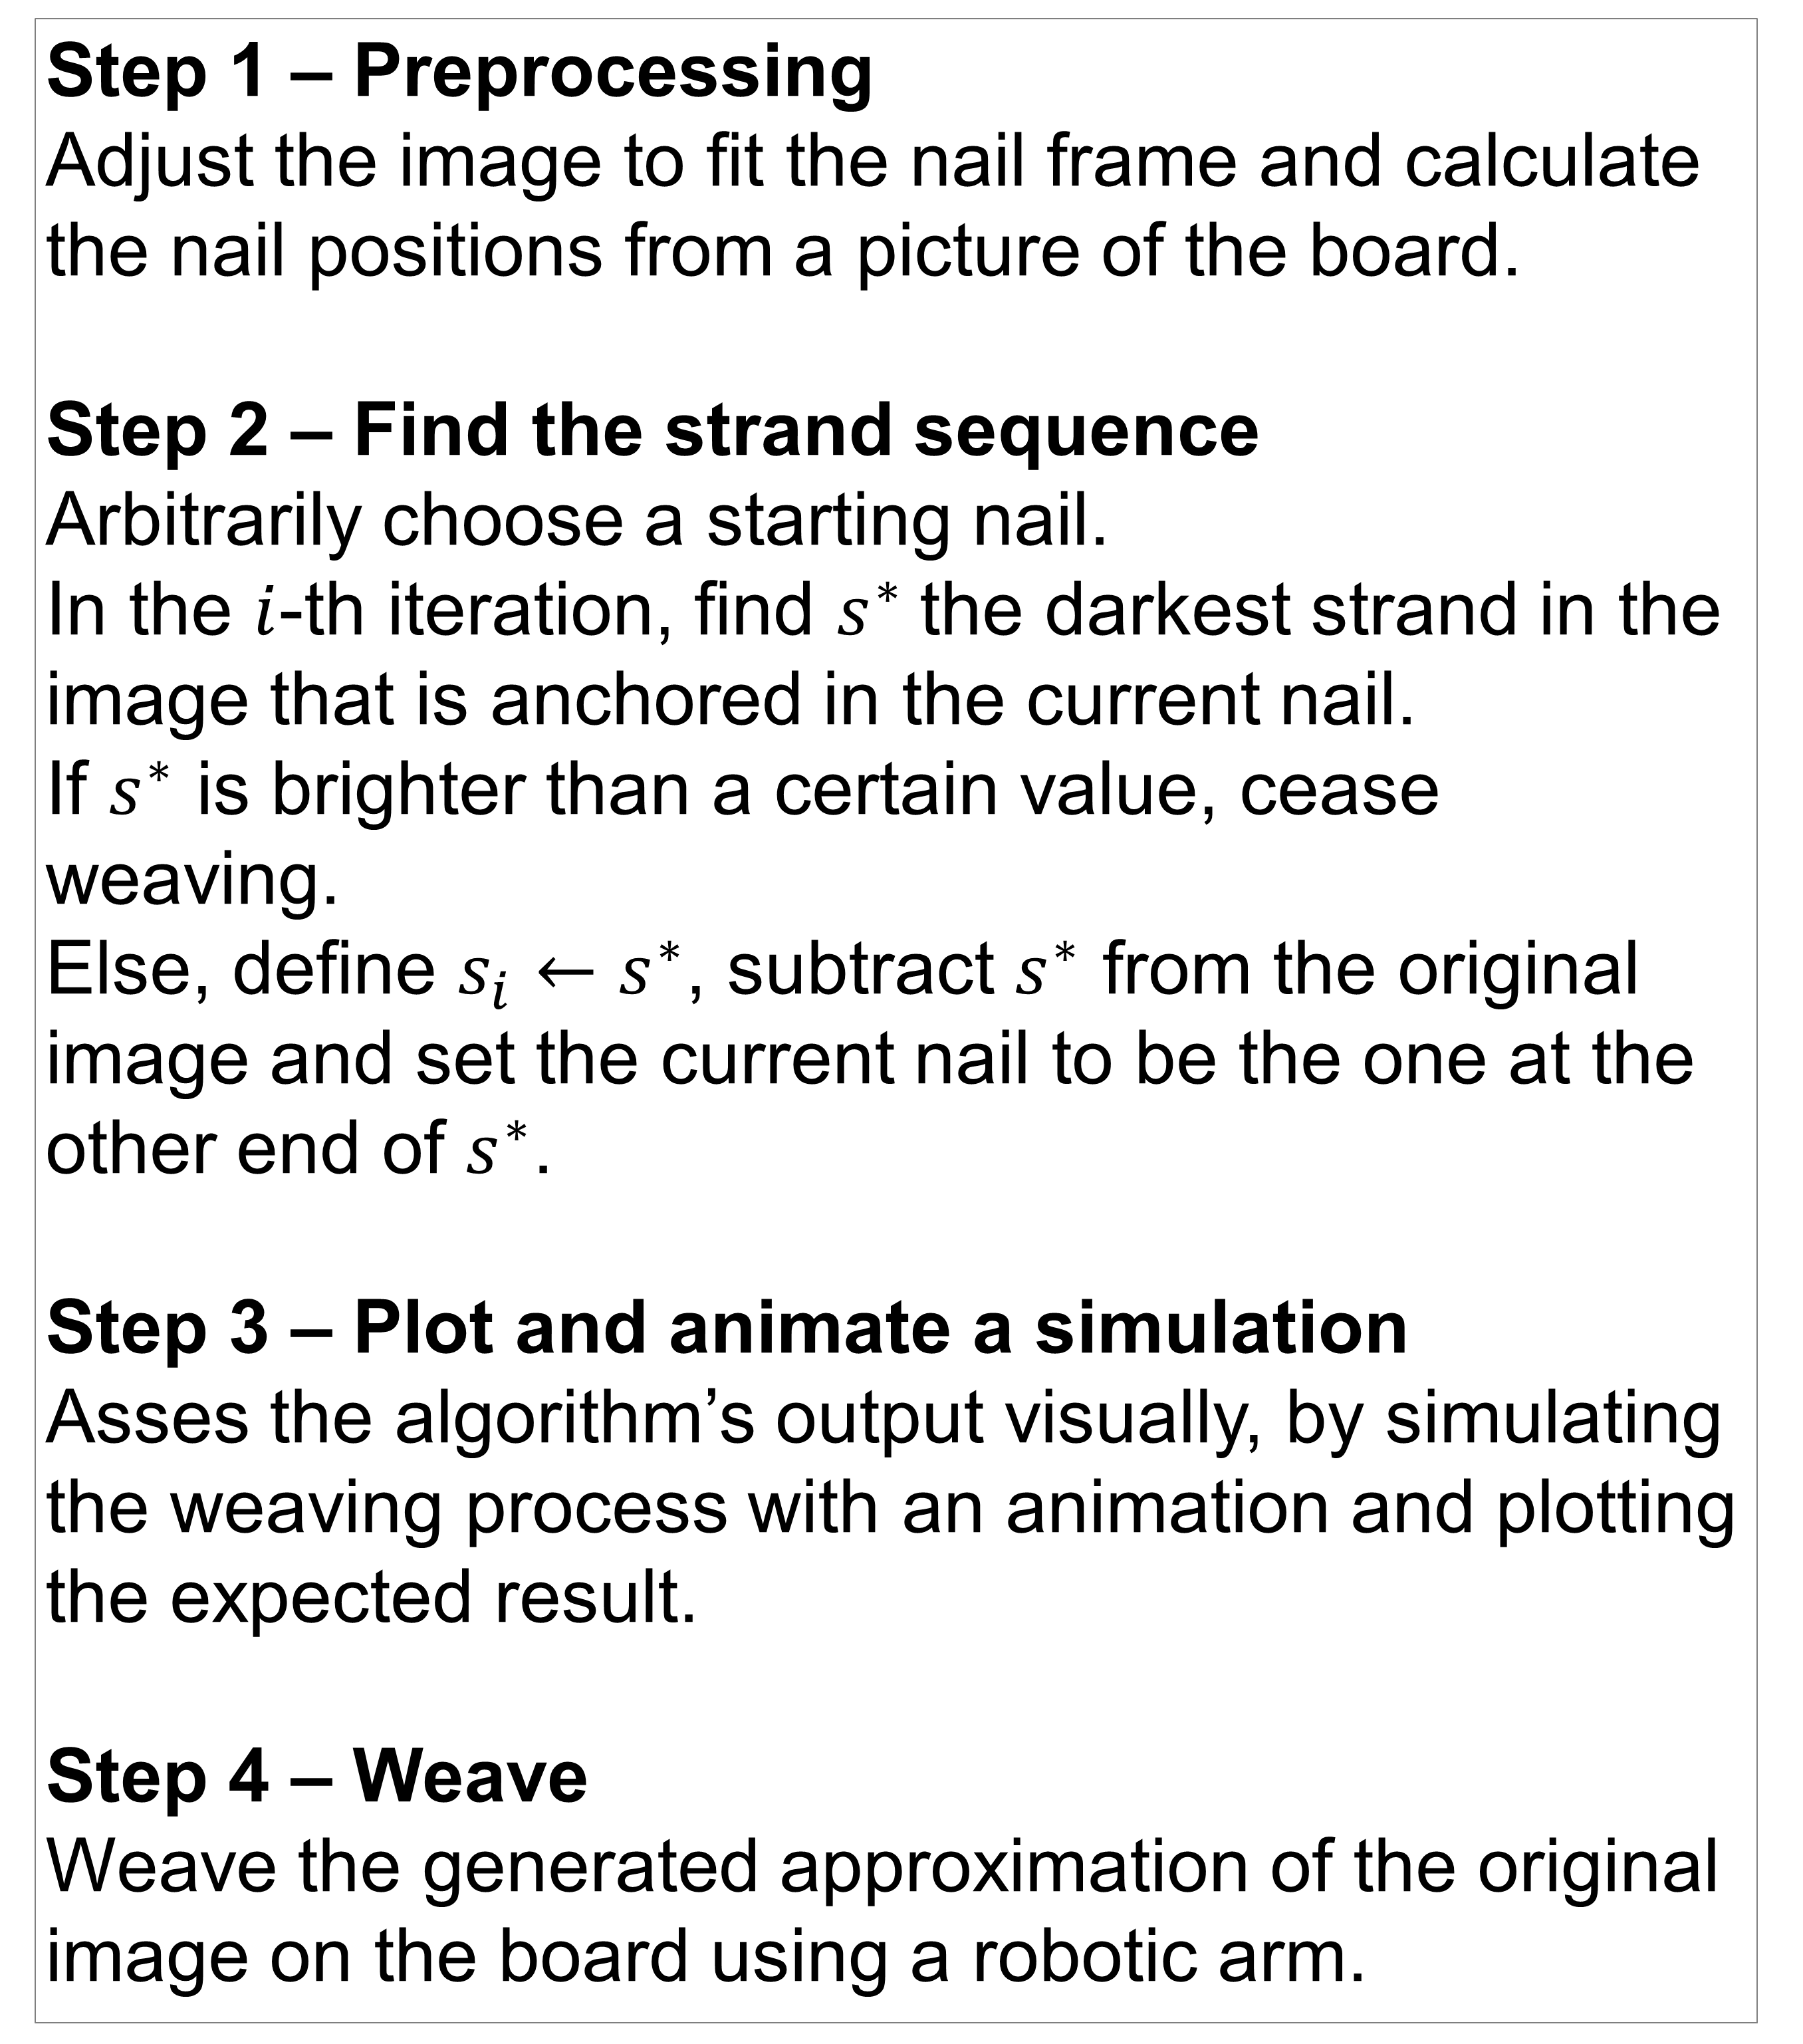 Step 1 – Preprocessing
Adjust the image to fit the nail frame and calculate
the nail positions from a picture of the board.
Step 2 – Find the strand sequence
Arbitrarily choose a starting nail.
In the i-th iteration, find s* the darkest strand in the
image that is anchored in the current nail.
If s* is brighter than a certain value, cease
weaving.
Else, define sᵢ ← s*, subtract s* from the original
image and set the current nail to be the one at the
other end of s*.
Step 3 – Plot and animate a simulation
Asses the algorithm’s output visually, by simulating
the weaving process with an animation and plotting
the expected result.
Step 4 – Weave
Weave the generated approximation of the original
image on the board using a robotic arm.